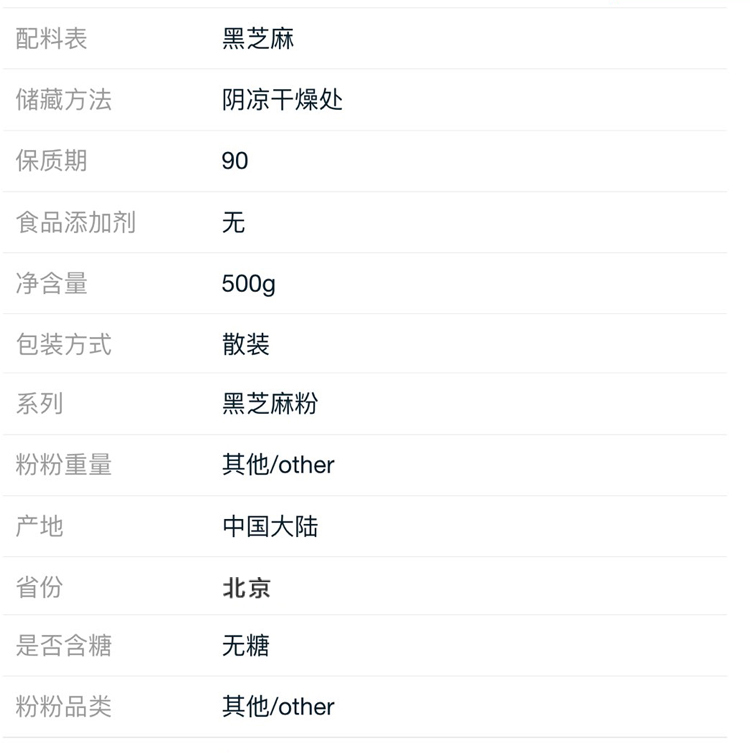 配料表 黑芝麻
储藏方法 阴凉干燥处
保质期 90
食品添加剂 无
净含量 500g
包装方式 散装
系列 黑芝麻粉
粉粉重量 其他/other
产地 中国大陆
省份 北京
是否含糖 无糖
粉粉品类 其他/other